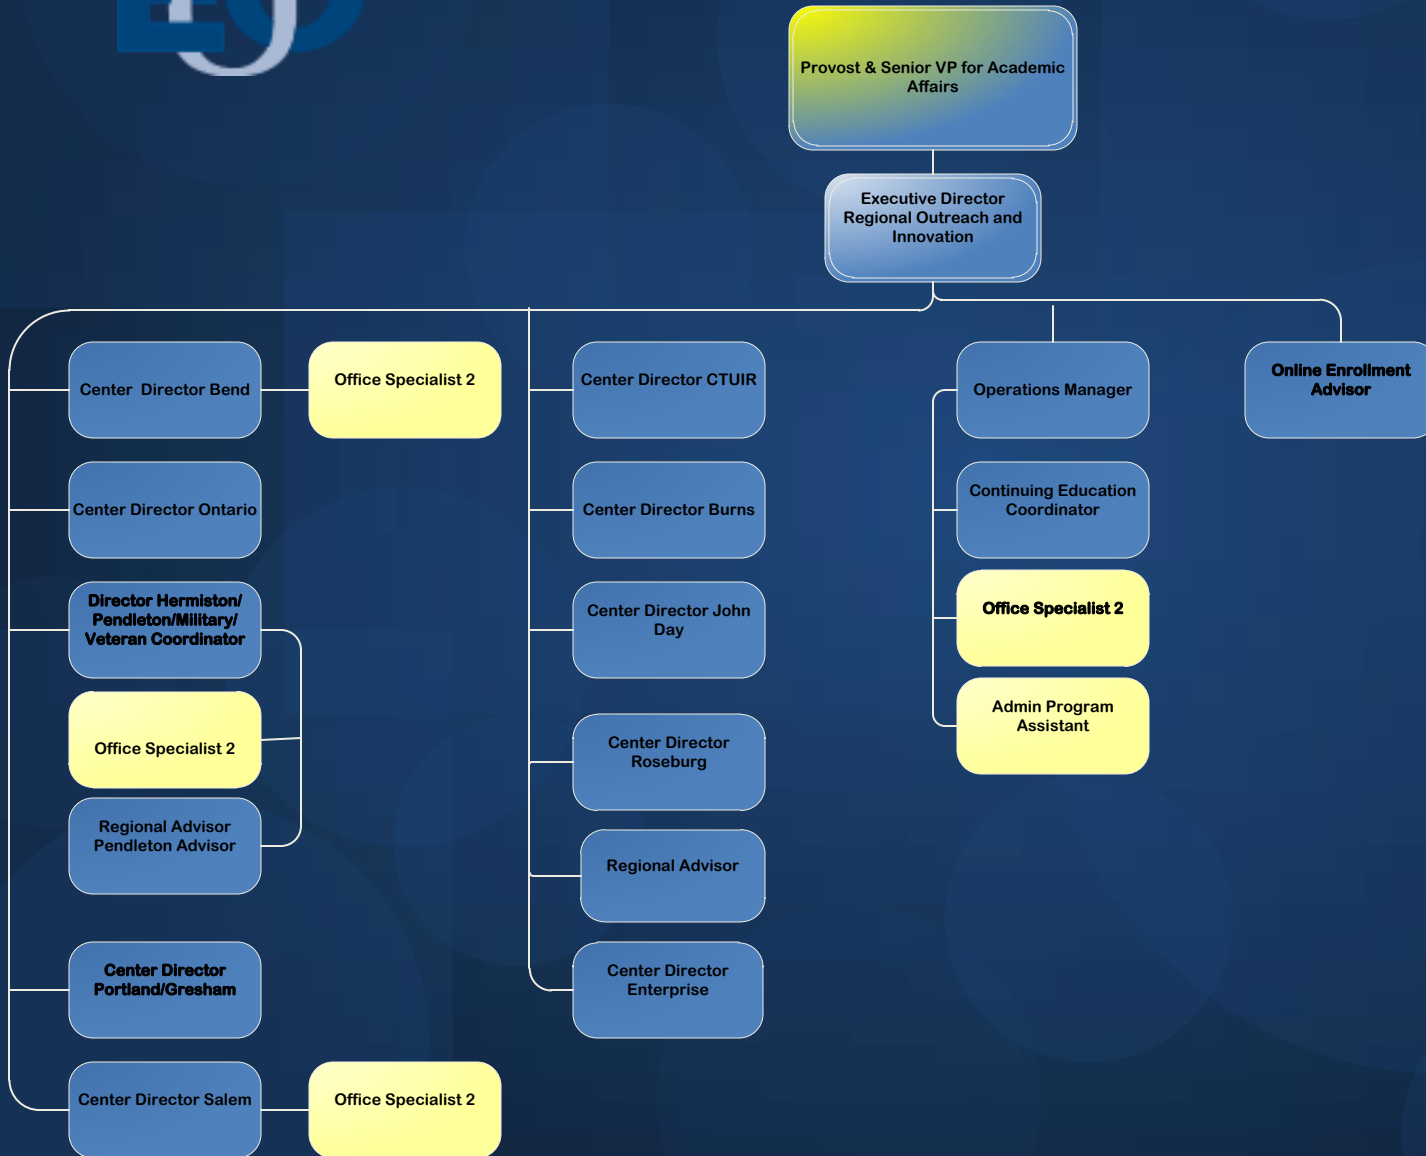 EO
Provost & Senior VP for Academic
Affairs
Executive Director
Regional Outreach and
Innovation
Center  Director Bend
Office Specialist 2
Center Director CTUIR
Operations Manager
Online Enrollment
Advisor
Center Director Ontario
Center Director Burns
Continuing Education
Coordinator
Director Hermiston/
Pendleton/Military/
Veteran Coordinator
Center Director John
Day
Office Specialist 2
Office Specialist 2
Center Director
Roseburg
Admin Program
Assistant
Regional Advisor
Pendleton Advisor
Regional Advisor
Center Director
Portland/Gresham
Center Director
Enterprise
Center Director Salem
Office Specialist 2